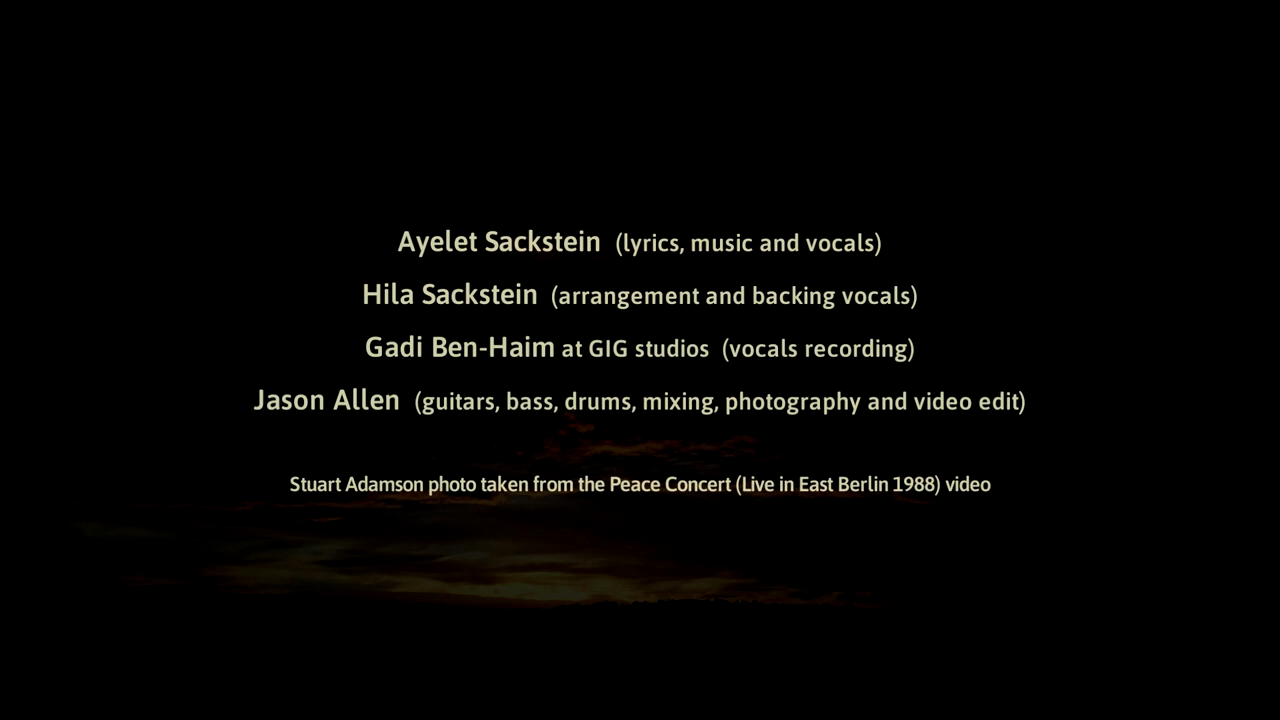 Ayelet Sackstein (lyrics, music and vocals)
Hila Sackstein (arrangement and backing vocals)
Gadi Ben-Haim at GIG studios (vocals recording)
Jason Allen (guitars, bass, drums, mixing, photography and video edit)
Stuart Adamson photo taken from the Peace Concert (Live in East Berlin 1988) video